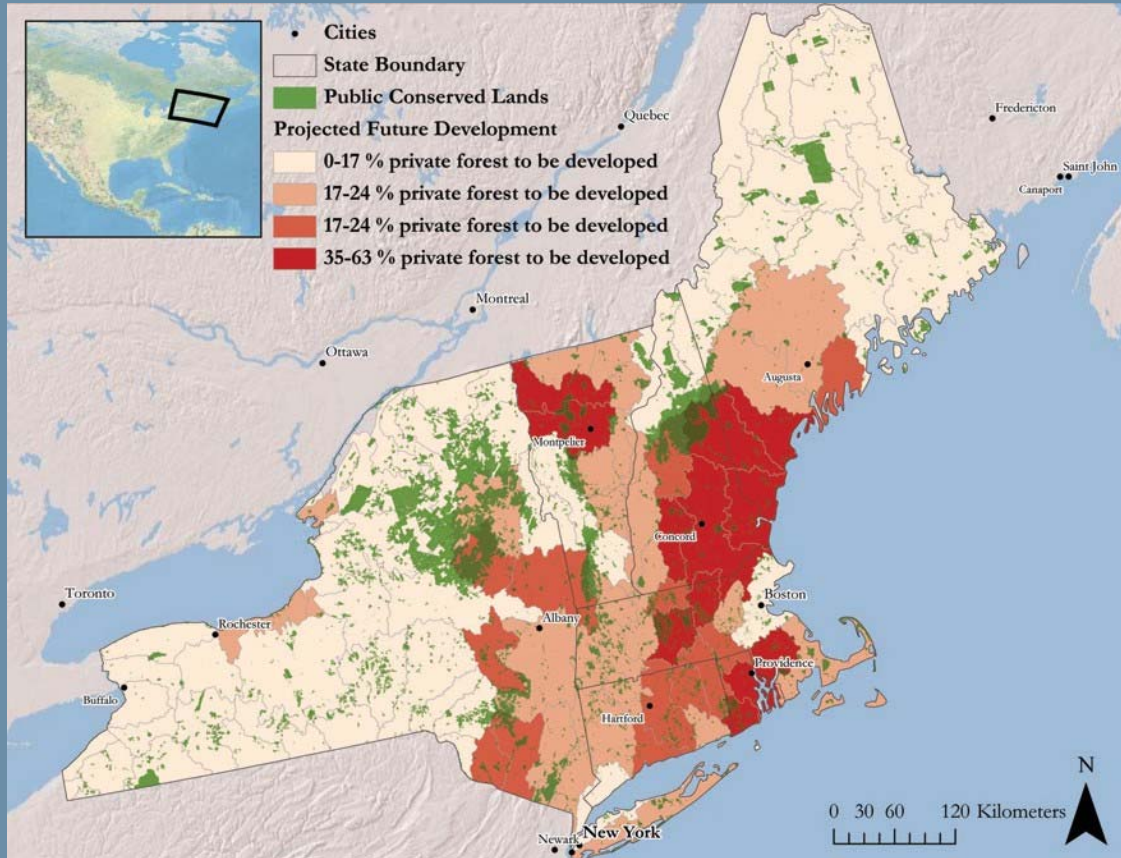 Cities
State Boundary
Public Conserved Lands
Projected Future Development
0-17 % private forest to be developed
17-24 % private forest to be developed
17-24 % private forest to be developed
35-63 % private forest to be developed
Quebec
Fredericton
Saint John
Canaport
Montreal
Ottawa
Augusta
Montpelier
Concord
Toronto
Rochester
Albany
Boston
Buffalo
Providence
Hartford
New York
Newark
N
0 30 60 120 Kilometers